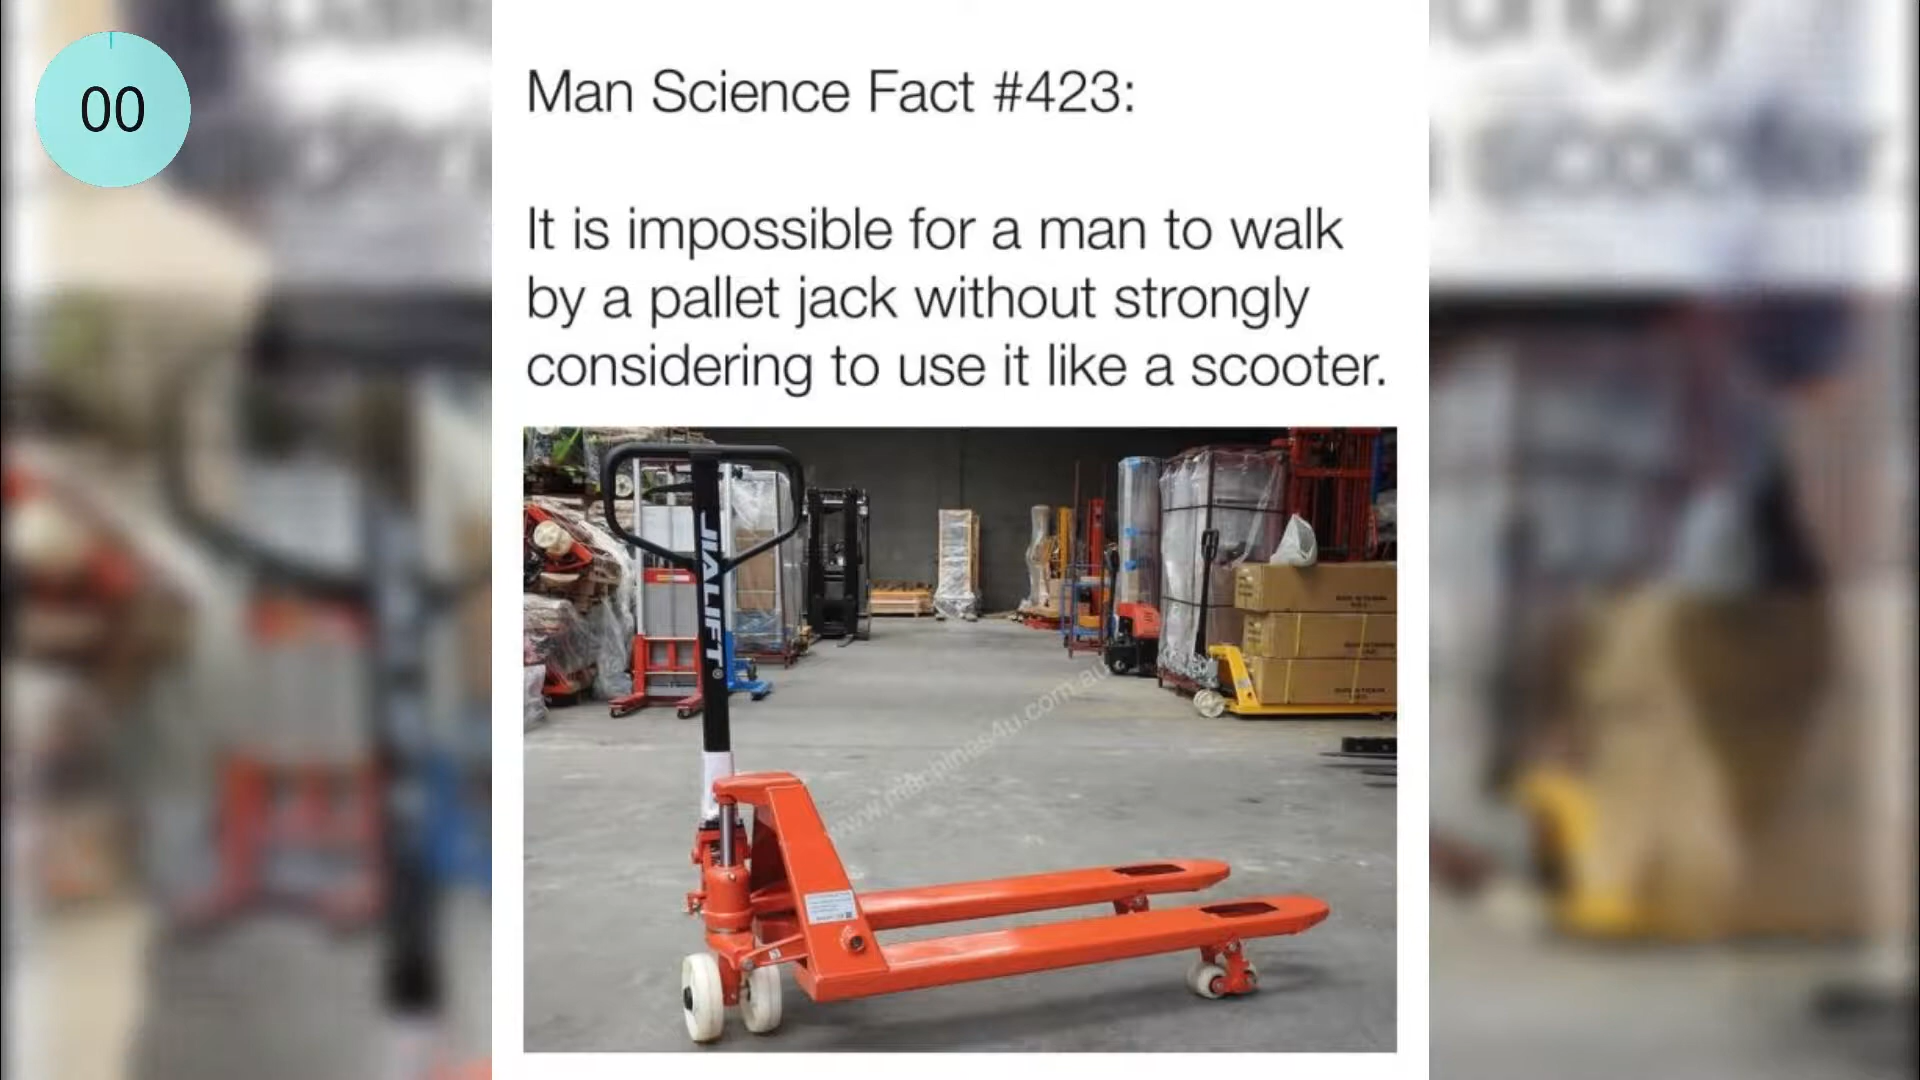 00
Man Science Fact #423:
It is impossible for a man to walk
by a pallet jack without strongly
considering to use it like a scooter.
JIALIFT®
www.machines4u.com.au